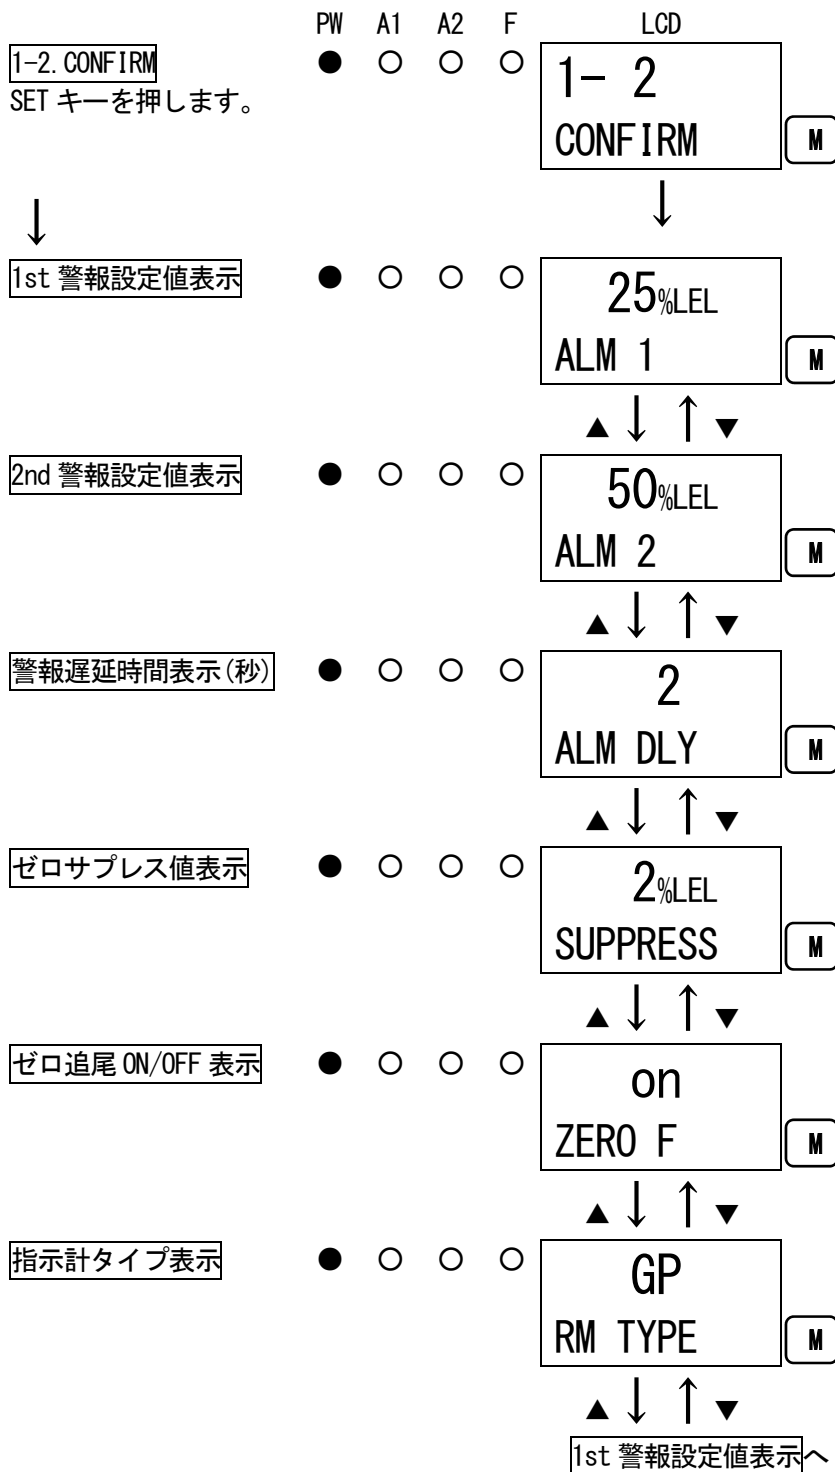 PW A1 A2 F LCD
1-2. CONFIRM ● ○ ○ ○ 1- 2
SET キーを押します。
CONFIRM M
↓ ↓
1st 警報設定値表示 ● ○ ○ ○ 25%LEL
ALM 1 M
▲ ↓ ↑ ▼
2nd 警報設定値表示 ● ○ ○ ○ 50%LEL
ALM 2 M
▲ ↓ ↑ ▼
警報遅延時間表示(秒) ● ○ ○ ○ 2
ALM DLY M
▲ ↓ ↑ ▼
ゼロサプレス値表示 ● ○ ○ ○ 2%LEL
SUPPRESS M
▲ ↓ ↑ ▼
ゼロ追尾 ON/OFF 表示 ● ○ ○ ○ on
ZERO F M
▲ ↓ ↑ ▼
指示計タイプ表示 ● ○ ○ ○ GP
RM TYPE M
▲ ↓ ↑ ▼
1st 警報設定値表示へ